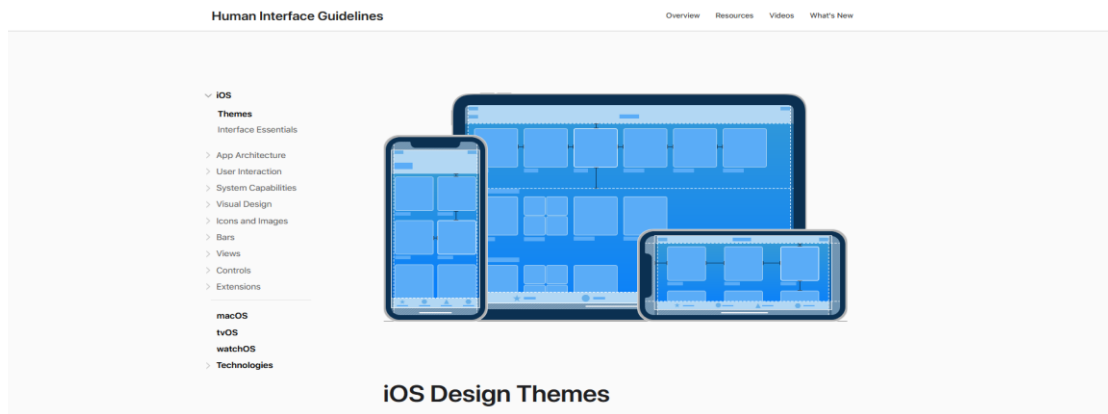 Human Interface Guidelines
Overview Resources Videos What's New
iOS
Themes
Interface Essentials
App Architecture
User Interaction
System Capabilities
Visual Design
Icons and Images
Bars
Views
Controls
Extensions
macOS
tvOS
watchOS
Technologies
iOS Design Themes